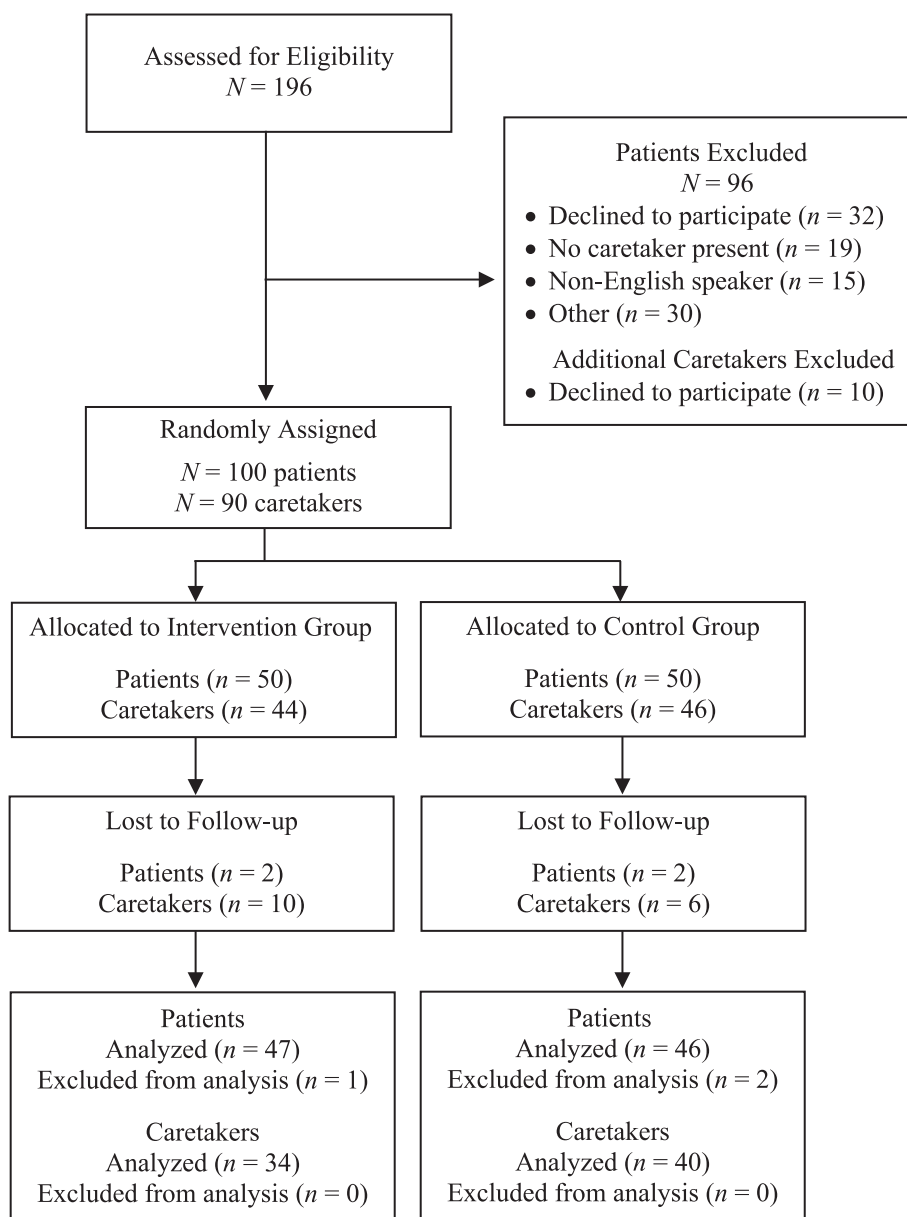 Assessed for Eligibility
N = 196
Patients Excluded
N = 96
• Declined to participate (n = 32)
• No caretaker present (n = 19)
• Non-English speaker (n = 15)
• Other (n = 30)
Additional Caretakers Excluded
• Declined to participate (n = 10)
Randomly Assigned
N = 100 patients
N = 90 caretakers
Allocated to Intervention Group
Patients (n = 50)
Caretakers (n = 44)
Allocated to Control Group
Patients (n = 50)
Caretakers (n = 46)
Lost to Follow-up
Patients (n = 2)
Caretakers (n = 10)
Lost to Follow-up
Patients (n = 2)
Caretakers (n = 6)
Patients
Analyzed (n = 47)
Excluded from analysis (n = 1)
Caretakers
Analyzed (n = 34)
Excluded from analysis (n = 0)
Patients
Analyzed (n = 46)
Excluded from analysis (n = 2)
Caretakers
Analyzed (n = 40)
Excluded from analysis (n = 0)